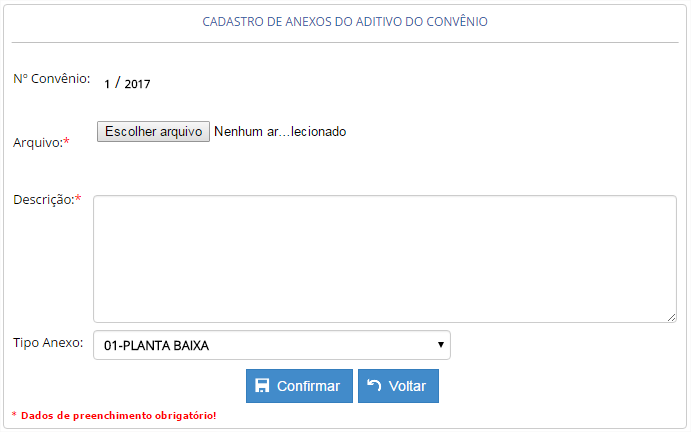 CADASTRO DE ANEXOS DO ADITIVO DO CONVÊNIO
Nº Convênio: 1 / 2017
Arquivo:* Escolher arquivo Nenhum ar...lecionado
Descrição:*
Tipo Anexo: 01-PLANTA BAIXA
Confirmar Voltar
* Dados de preenchimento obrigatório!